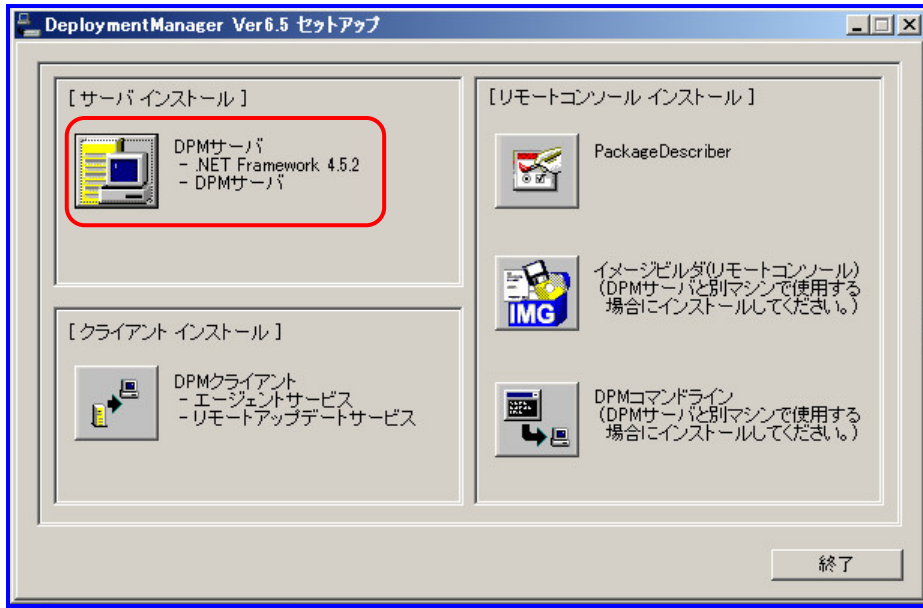 DeploymentManager Ver6.5 セットアップ
[ サーバ インストール ]
DPMサーバ
- .NET Framework 4.5.2
- DPMサーバ
[ クライアント インストール ]
DPMクライアント
- エージェントサービス
- リモートアップデートサービス
[ リモートコンソール インストール ]
PackageDescriber
IMG
イメージビルダ(リモートコンソール)
(DPMサーバと別マシンで使用する
場合にインストールしてください。)
DPMコマンドライン
(DPMサーバと別マシンで使用する
場合にインストールしてください。)
終了